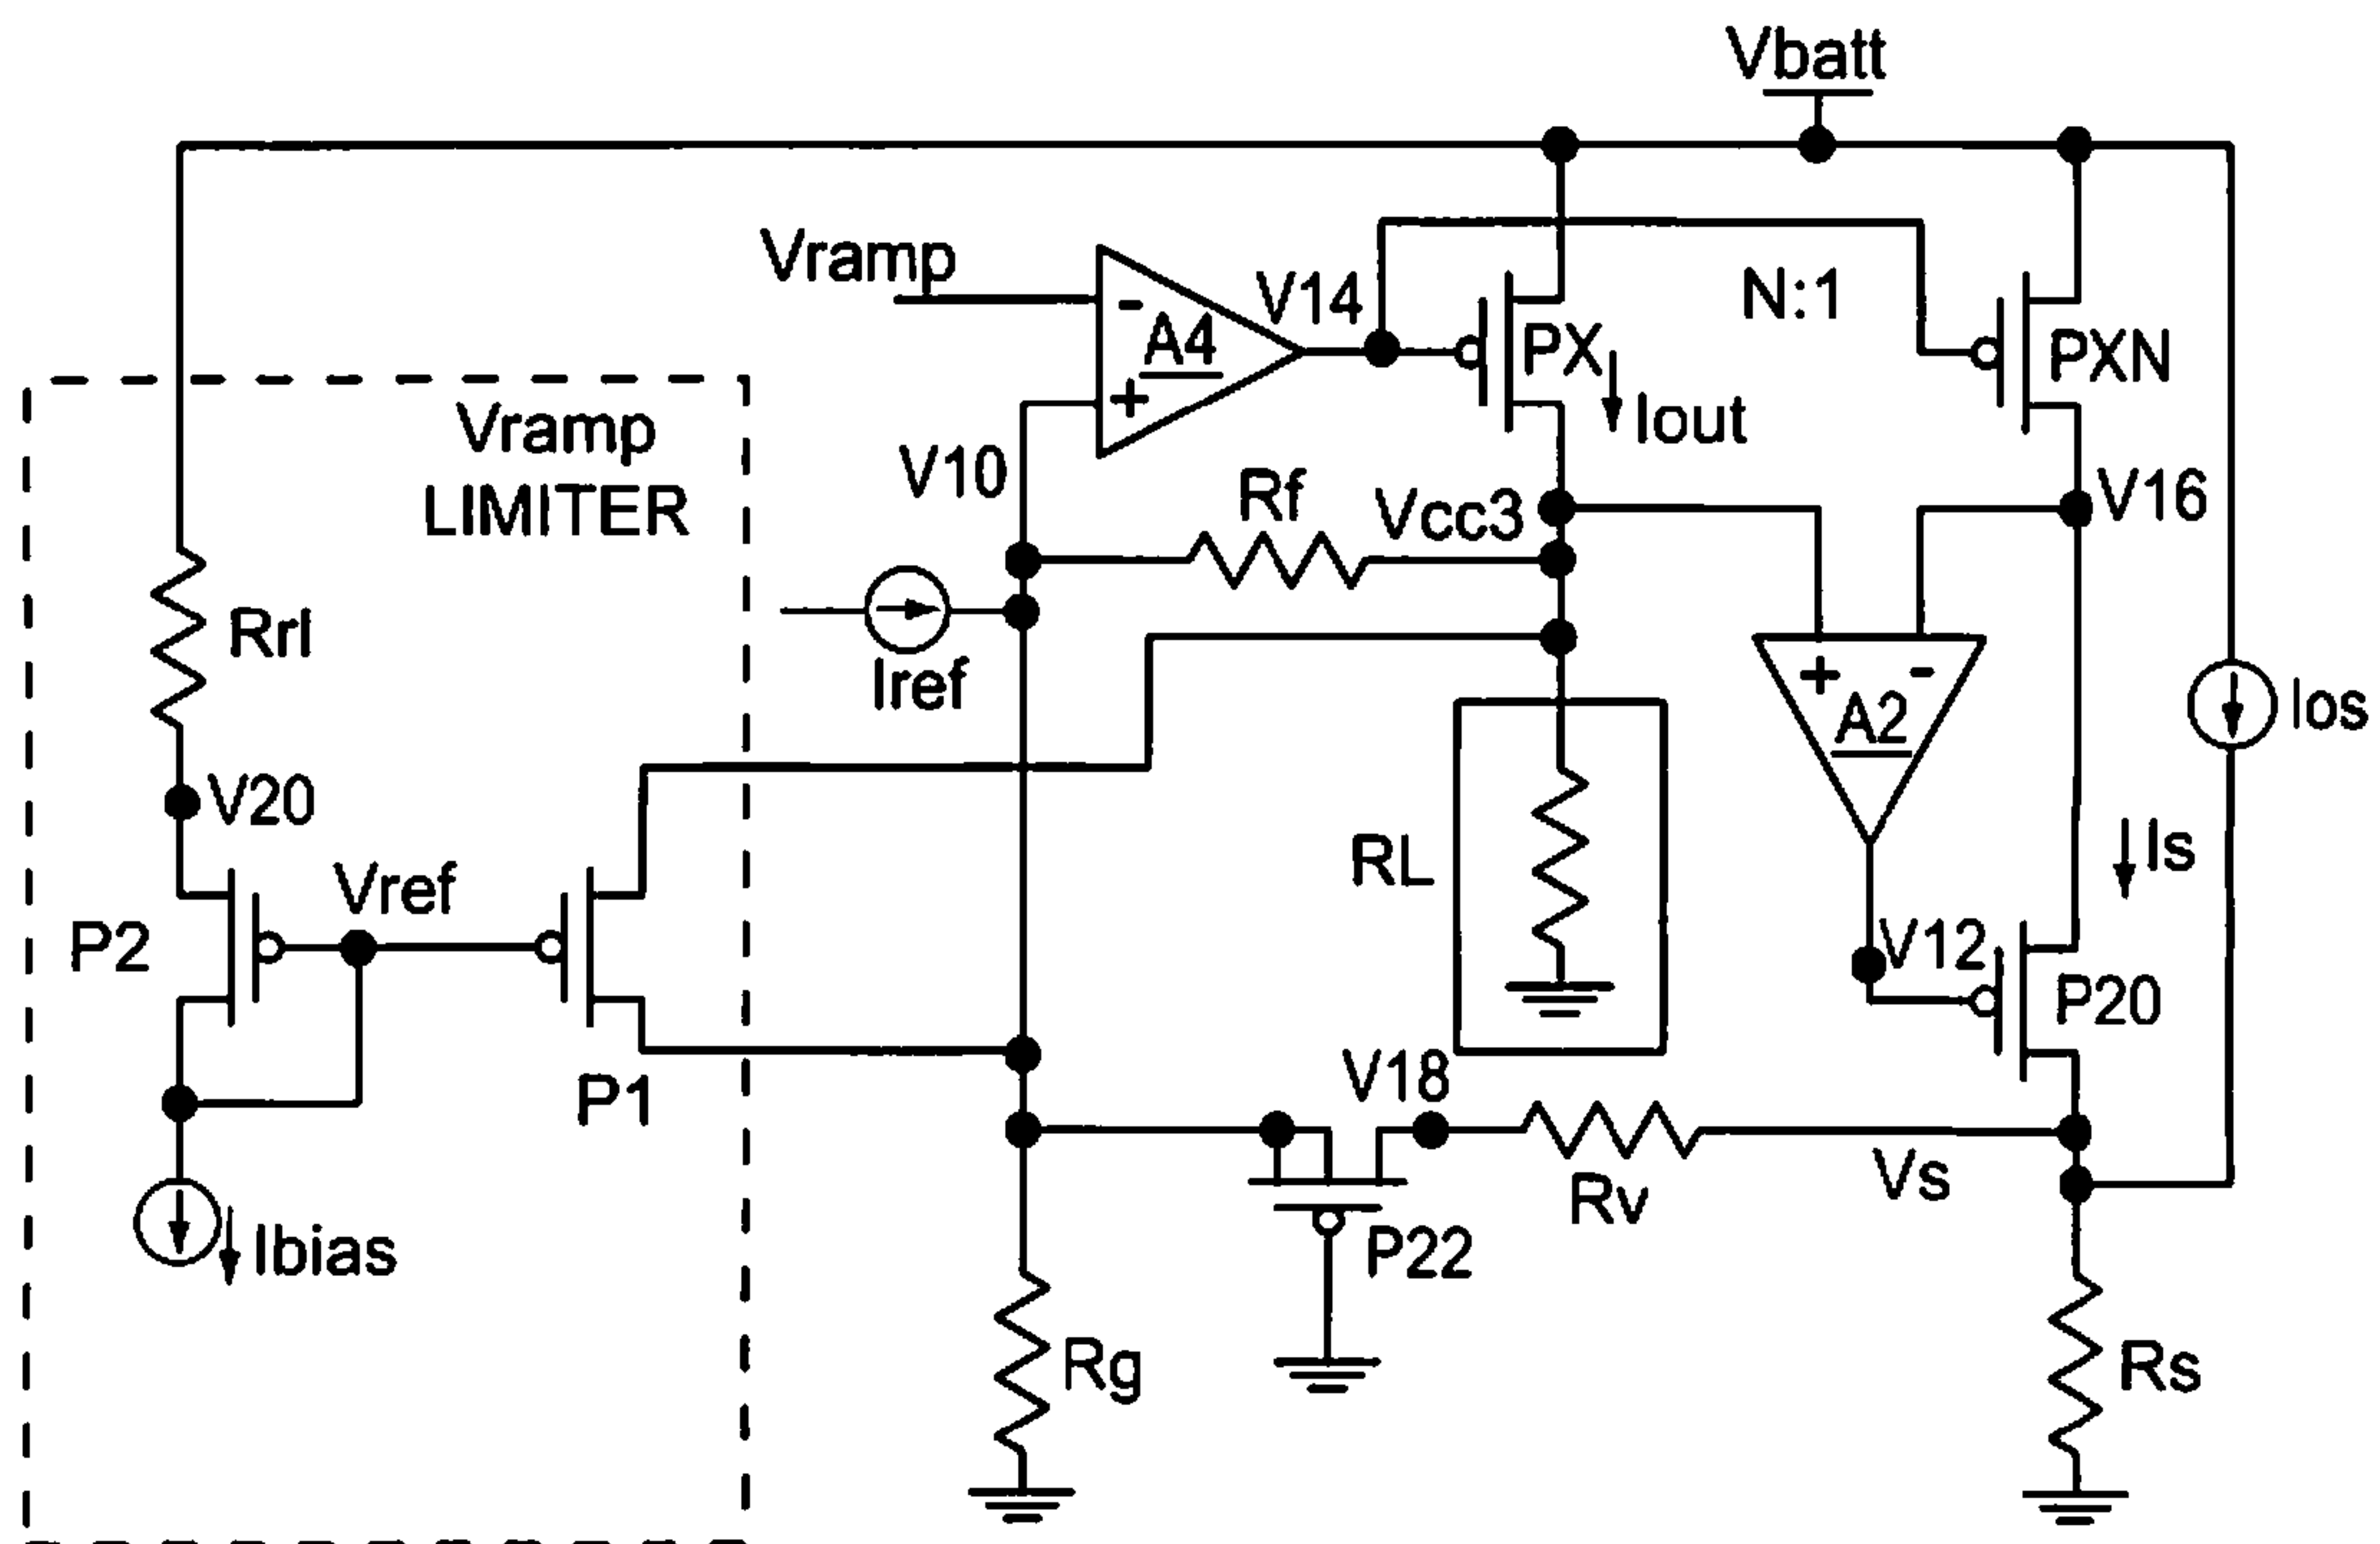 Vbatt
Vramp
-
A4
+
V14
N:1
PX
PXN
Iout
Vramp
LIMITER
V10
Rf
Vcc3
V16
Rrl
Iref
+
-
A2
Ios
V20
Vref
RL
Is
P2
V12
P20
P1
V18
Rv
Vs
Ibias
P22
Rg
Rs